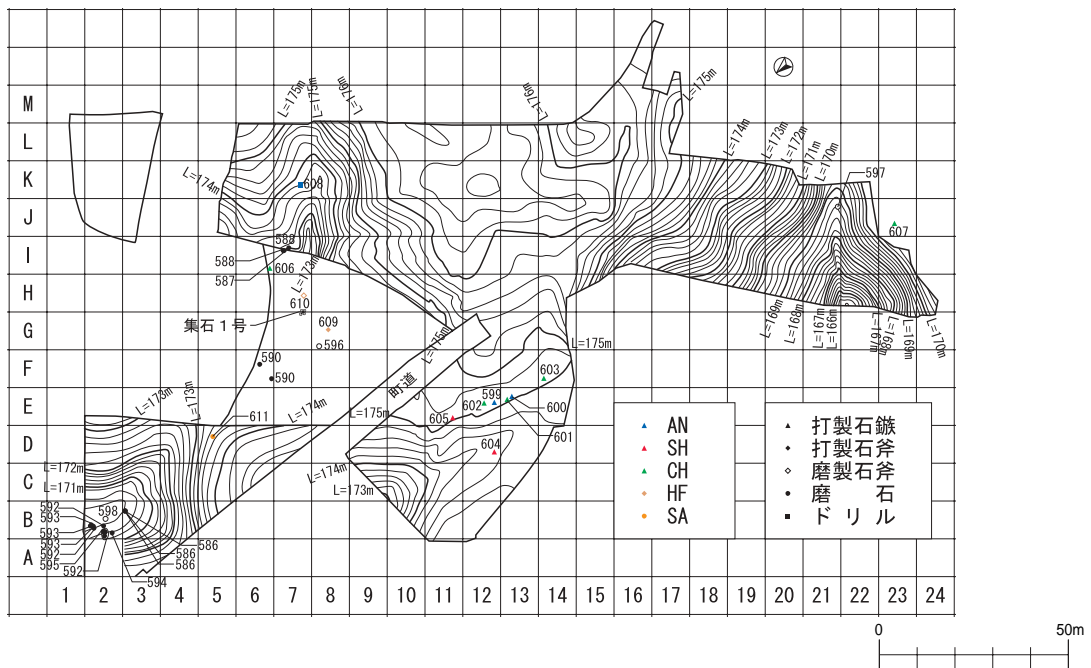 M
L
K
J
I
H
G
F
E
D
C
B
A
1 2 3 4 5 6 7 8 9 10 11 12 13 14 15 16 17 18 19 20 21 22 23 24
L=175m
L=175m
L=176m
L=176m
L=175m
L=174m
L=173m
L=172m
L=171m
L=170m
597
607
L=174m
608
588
588
587
606
L=173m
610
集石1号
609
596
590
590
L=175m
町道
L=175m
603
599
602
600
601
605
604
L=169m
L=168m
L=167m
L=166m
L=167m
L=168m
L=169m
L=170m
L=173m
L=173m
611
L=174m
L=175m
L=174m
L=173m
L=172m
L=171m
592
593
598
593
592
595
592
594
586
586
586
AN
SH
CH
HF
SA
打製石鏃
打製石斧
磨製石斧
磨 石
ドリル
0 50m